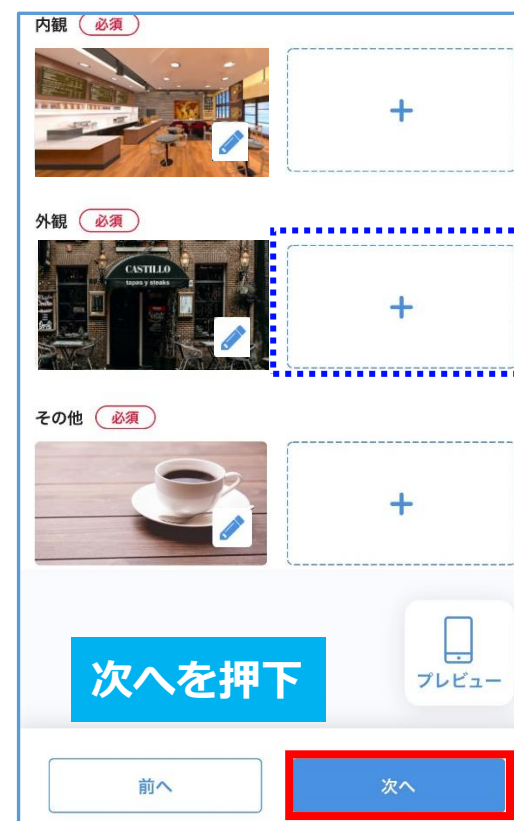 内観 必須
+
外観 必須
CASTILLO
tapas y steaks
+
その他 必須
+
次へを押下
プレビュー
前へ 次へ